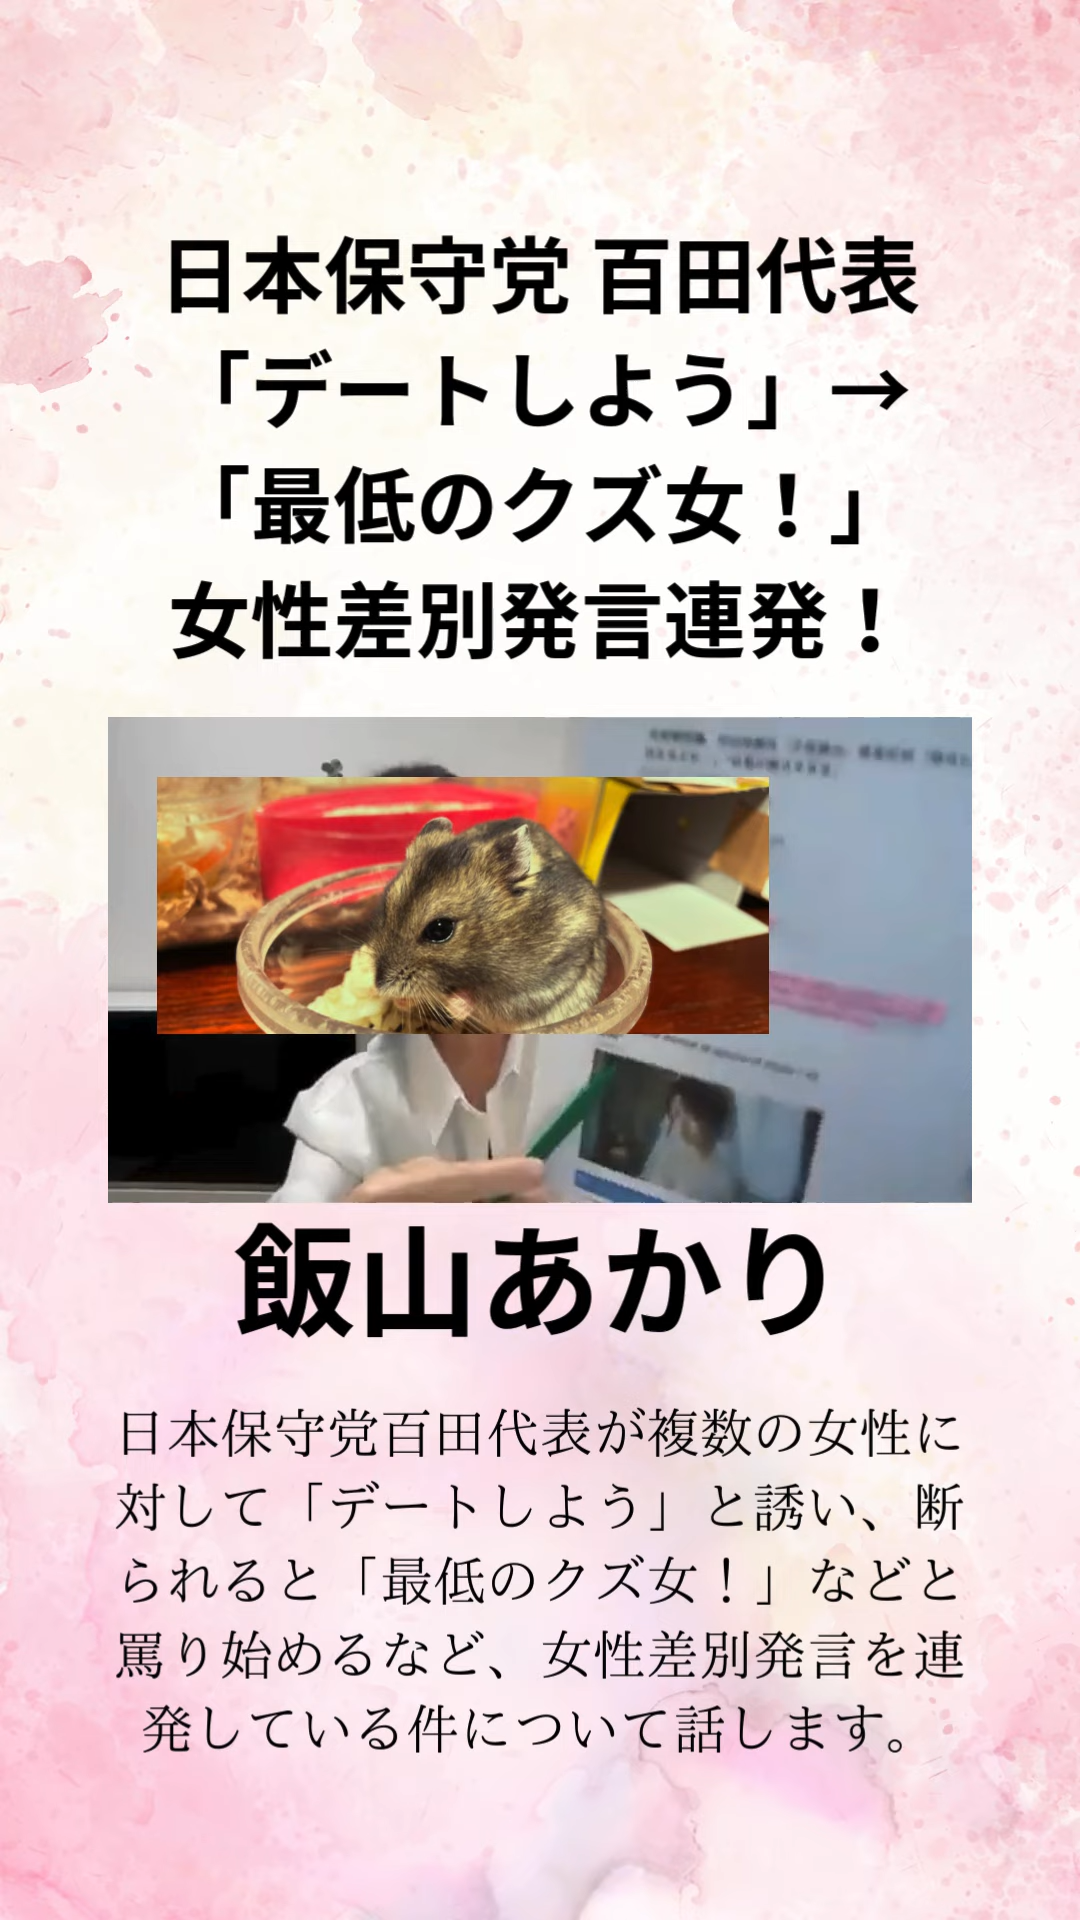 日本保守党 百田代表
「デートしよう」→
「最低のクズ女！」
女性差別発言連発！
飯山あかり
日本保守党百田代表が複数の女性に
対して「デートしよう」と誘い、断
られると「最低のクズ女！」などと
罵り始めるなど、女性差別発言を連
発している件について話します。